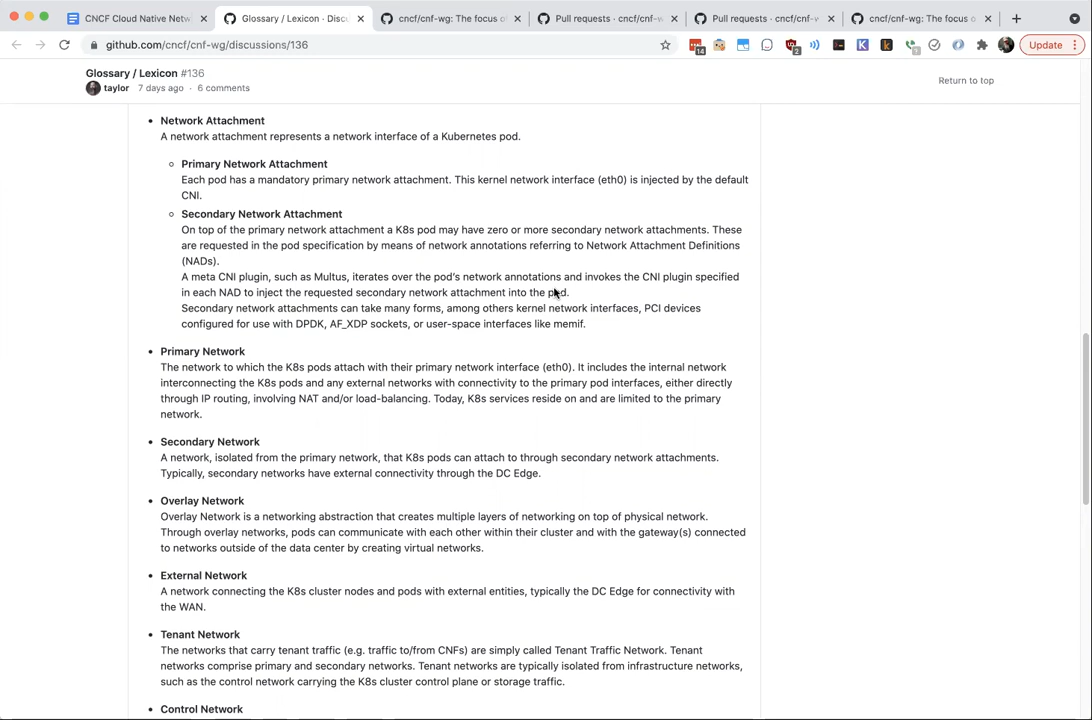 CNCF Cloud Native Netw
Glossary / Lexicon · Disc
cncf/cnf-wg: The focus of
Pull requests · cncf/cnf-w
Pull requests · cncf/cnf-w
cncf/cnf-wg: The focus o
github.com/cncf/cnf-wg/discussions/136
14
2
Update
Glossary / Lexicon #136
taylor 7 days ago · 6 comments
Return to top
• Network Attachment
A network attachment represents a network interface of a Kubernetes pod.
○ Primary Network Attachment
Each pod has a mandatory primary network attachment. This kernel network interface (eth0) is injected by the default
CNI.
○ Secondary Network Attachment
On top of the primary network attachment a K8s pod may have zero or more secondary network attachments. These
are requested in the pod specification by means of network annotations referring to Network Attachment Definitions
(NADs).
A meta CNI plugin, such as Multus, iterates over the pod's network annotations and invokes the CNI plugin specified
in each NAD to inject the requested secondary network attachment into the pod.
Secondary network attachments can take many forms, among others kernel network interfaces, PCI devices
configured for use with DPDK, AF_XDP sockets, or user-space interfaces like memif.
• Primary Network
The network to which the K8s pods attach with their primary network interface (eth0). It includes the internal network
interconnecting the K8s pods and any external networks with connectivity to the primary pod interfaces, either directly
through IP routing, involving NAT and/or load-balancing. Today, K8s services reside on and are limited to the primary
network.
• Secondary Network
A network, isolated from the primary network, that K8s pods can attach to through secondary network attachments.
Typically, secondary networks have external connectivity through the DC Edge.
• Overlay Network
Overlay Network is a networking abstraction that creates multiple layers of networking on top of physical network.
Through overlay networks, pods can communicate with each other within their cluster and with the gateway(s) connected
to networks outside of the data center by creating virtual networks.
• External Network
A network connecting the K8s cluster nodes and pods with external entities, typically the DC Edge for connectivity with
the WAN.
• Tenant Network
The networks that carry tenant traffic (e.g. traffic to/from CNFs) are simply called Tenant Traffic Network. Tenant
networks comprise primary and secondary networks. Tenant networks are typically isolated from infrastructure networks,
such as the control network carrying the K8s cluster control plane or storage traffic.
• Control Network